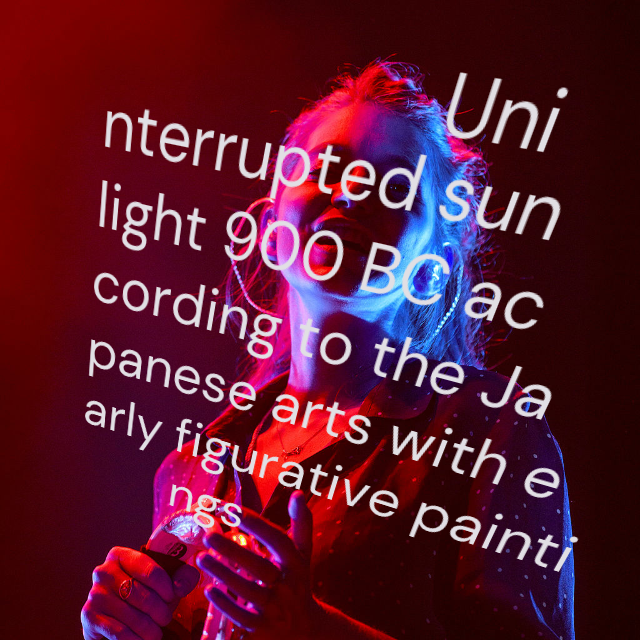 Uni
nterrupted sun
light 900 BC ac
cording to the Ja
panese arts with e
arly figurative painti
ngs